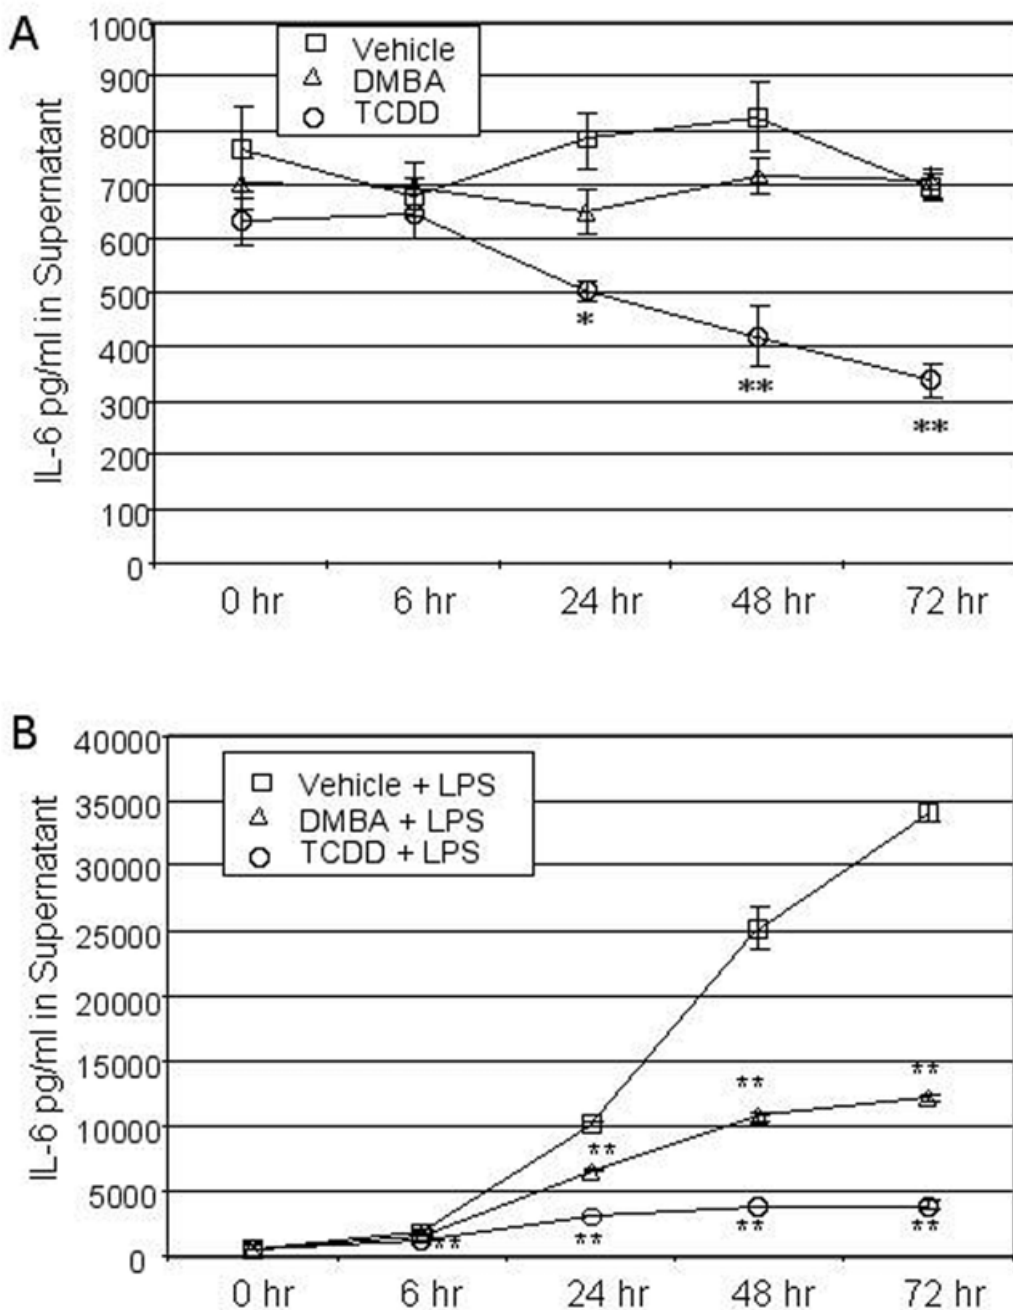 A
1000
900
800
700
600
500
400
300
200
100
0
IL-6 pg/ml in Supernatant
Vehicle
DMBA
TCDD
*
**
**
0 hr
6 hr
24 hr
48 hr
72 hr
B
40000
35000
30000
25000
20000
15000
10000
5000
0
IL-6 pg/ml in Supernatant
Vehicle + LPS
DMBA + LPS
TCDD + LPS
**
**
**
**
**
**
**
0 hr
6 hr
24 hr
48 hr
72 hr